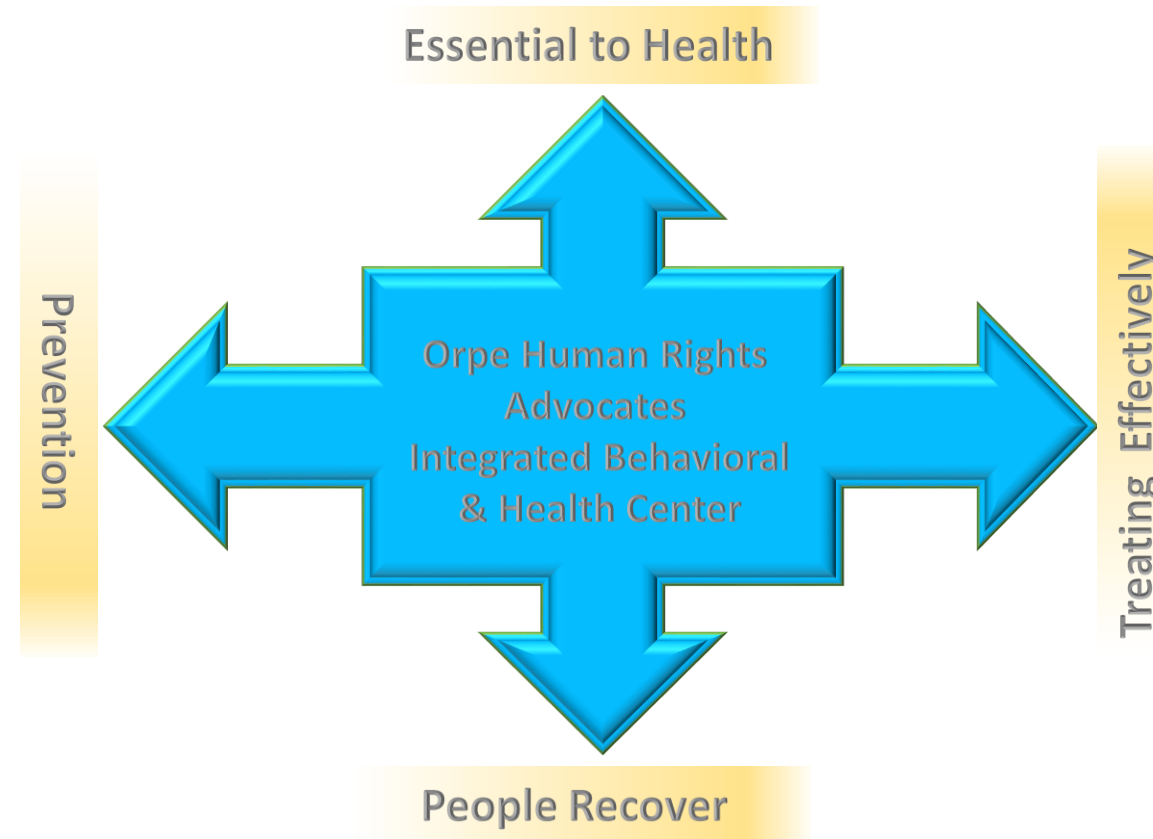 Essential to Health
Prevention
Orpe Human Rights
Advocates
Integrated Behavioral
& Health Center
Treating Effectively
People Recover